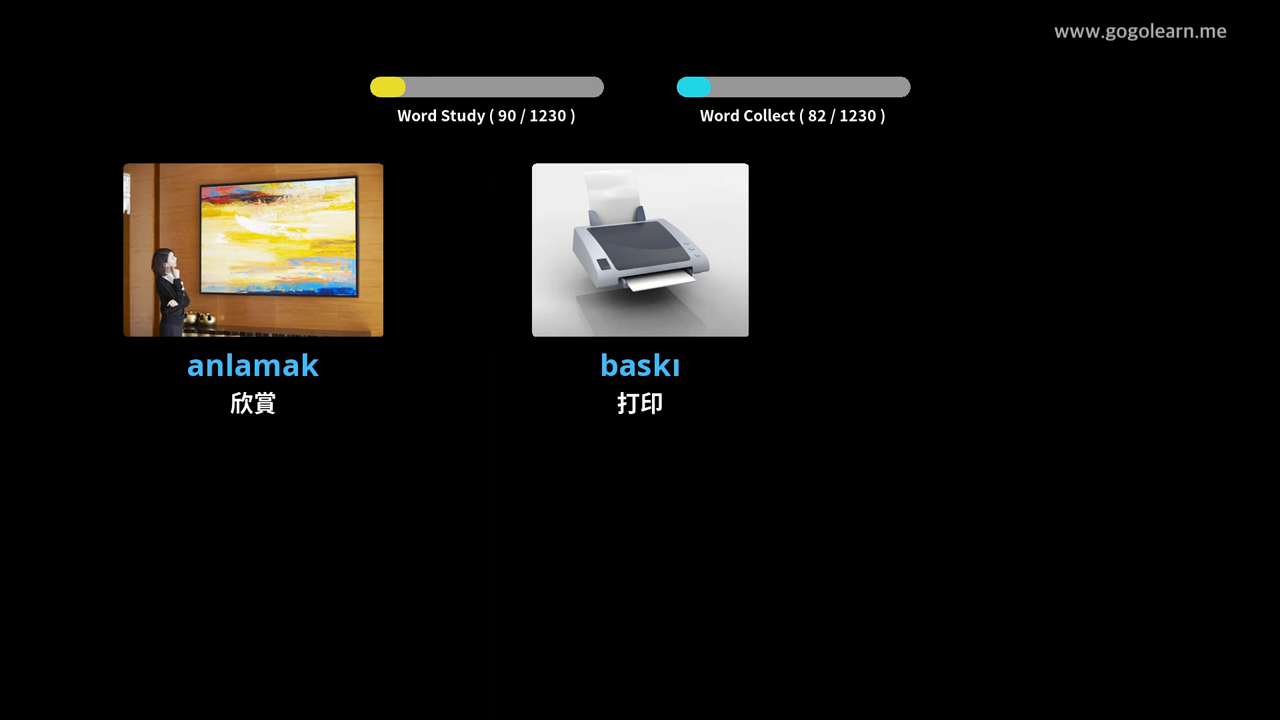 www.gogolearn.me
Word Study ( 90 / 1230 )
Word Collect ( 82 / 1230 )
anlamak
欣賞
baskı
打印